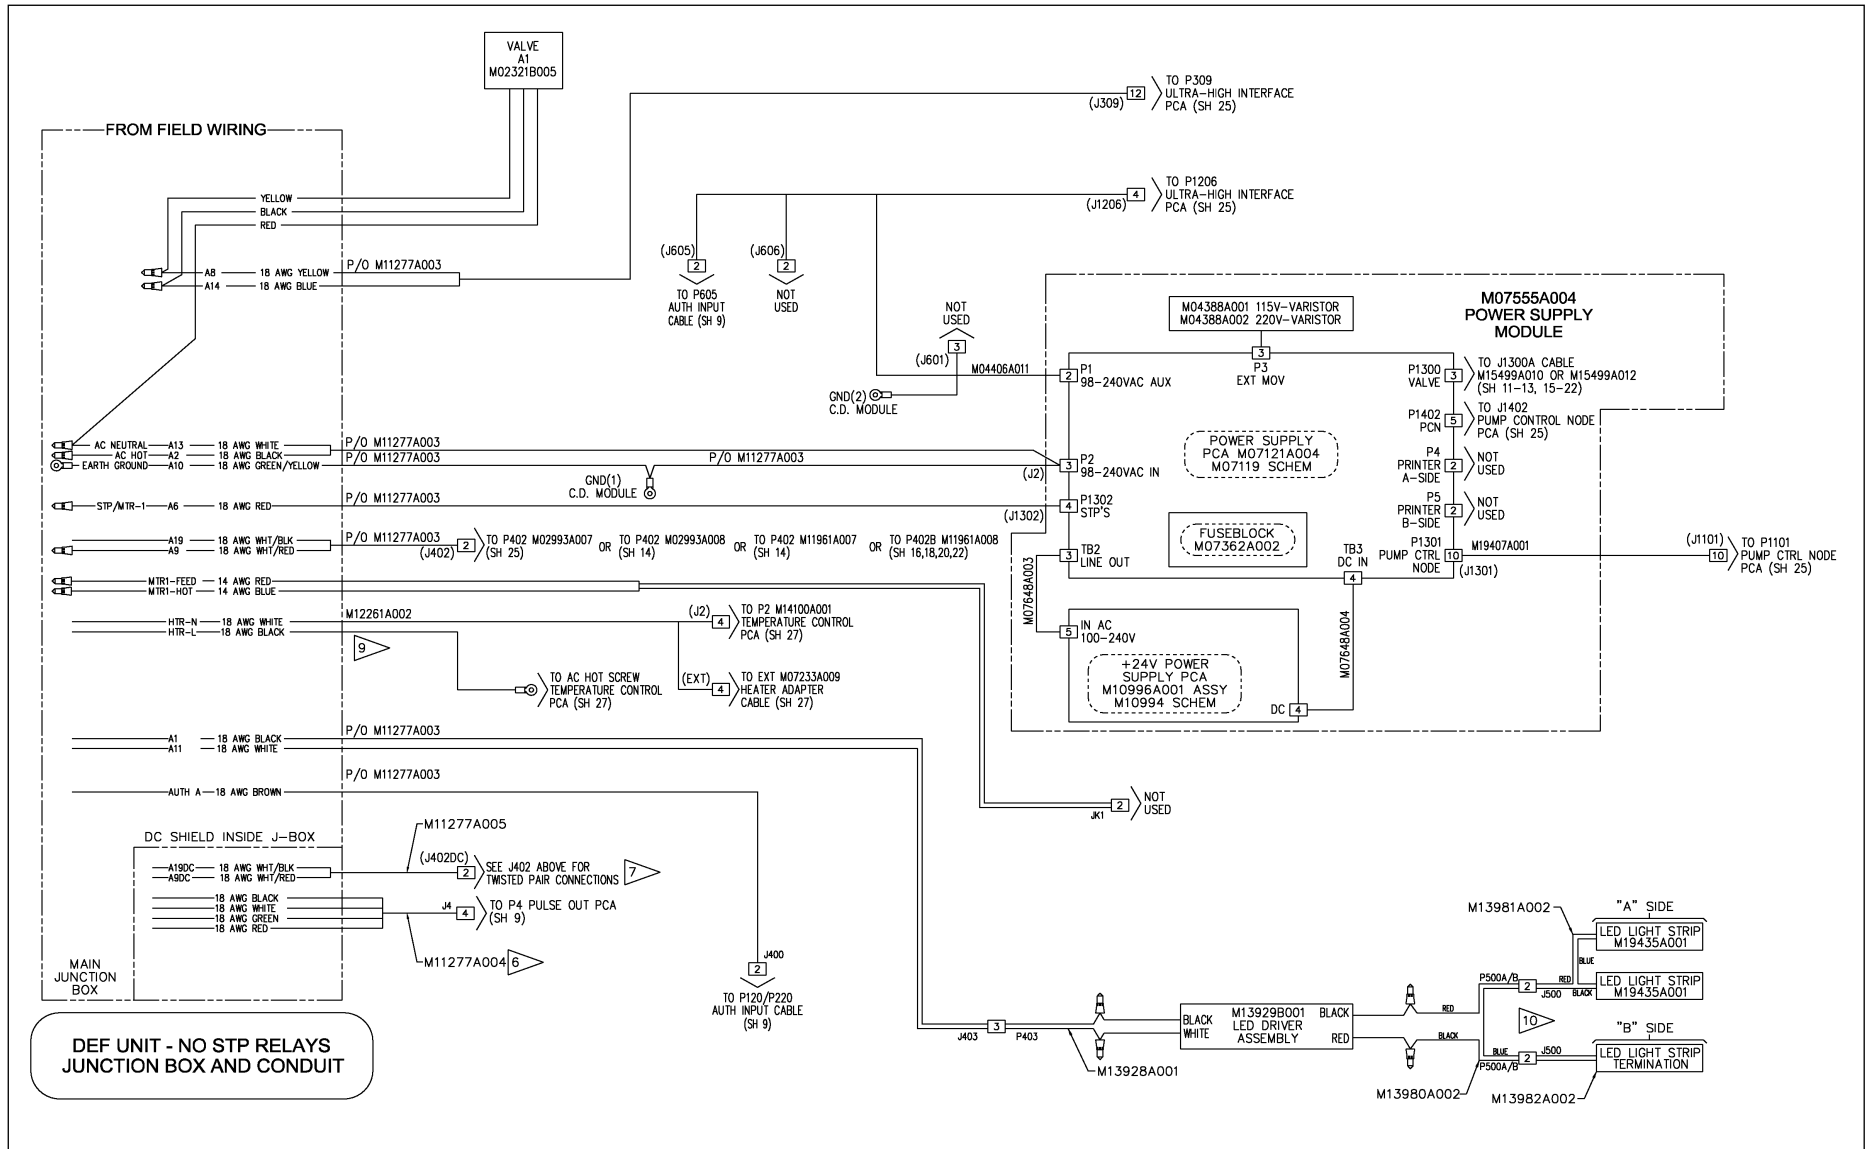 VALVE
A1
M02321B005
FROM FIELD WIRING
YELLOW
BLACK
RED
A8 18 AWG YELLOW
A14 18 AWG BLUE
P/O M11277A003
(J309)
12
TO P309
ULTRA-HIGH INTERFACE
PCA (SH 25)
(J1206)
4
TO P1206
ULTRA-HIGH INTERFACE
PCA (SH 25)
(J605)
2
TO P605
AUTH INPUT
CABLE (SH 9)
(J606)
2
NOT
USED
NOT
USED
3
(J601)
M04406A011
GND(2)
C.D. MODULE
M07555A004
POWER SUPPLY
MODULE
M04388A001 115V-VARISTOR
M04388A002 220V-VARISTOR
3
P3
EXT MOV
2
P1
98-240VAC AUX
P1300
VALVE
3
TO J1300A CABLE
M15499A010 OR M15499A012
(SH 11-13, 15-22)
P1402
PCN
5
TO J1402
PUMP CONTROL NODE
PCA (SH 25)
POWER SUPPLY
PCA M07121A004
M07119 SCHEM
P4
PRINTER
A-SIDE
2
NOT
USED
P5
PRINTER
B-SIDE
2
NOT
USED
AC NEUTRAL A13 18 AWG WHITE
AC HOT A2 18 AWG BLACK
EARTH GROUND A10 18 AWG GREEN/YELLOW
P/O M11277A003
P/O M11277A003
P/O M11277A003
GND(1)
C.D. MODULE
(J2)
3
P2
98-240VAC IN
STP/MTR-1 A6 18 AWG RED
P/O M11277A003
(J1302)
4
P1302
STP'S
A19 18 AWG WHT/BLK
A9 18 AWG WHT/RED
P/O M11277A003
(J402)
2
TO P402 M02993A007
(SH 25)
OR
TO P402 M02993A008
(SH 14)
OR
TO P402 M11961A007
(SH 14)
OR
TO P402B M11961A008
(SH 16,18,20,22)
FUSEBLOCK
M07362A002
3
TB2
LINE OUT
TB3
DC IN
4
P1301
PUMP CTRL
NODE
10
(J1301)
M19407A001
(J1101)
10
TO P1101
PUMP CTRL NODE
PCA (SH 25)
MTR1-FEED 14 AWG RED
MTR1-HOT 14 AWG BLUE
HTR-N 18 AWG WHITE
HTR-L 18 AWG BLACK
M12261A002
9
(J2)
4
TO P2 M14100A001
TEMPERATURE CONTROL
PCA (SH 27)
TO AC HOT SCREW
TEMPERATURE CONTROL
PCA (SH 27)
(EXT)
4
TO EXT M07233A009
HEATER ADAPTER
CABLE (SH 27)
M07648A003
M07648A004
5
IN AC
100-240V
+24V POWER
SUPPLY PCA
M10996A001 ASSY
M10994 SCHEM
DC
4
A1 18 AWG BLACK
A11 18 AWG WHITE
P/O M11277A003
P/O M11277A003
AUTH A 18 AWG BROWN
JK1
2
NOT
USED
DC SHIELD INSIDE J-BOX
M11277A005
A19DC 18 AWG WHT/BLK
A9DC 18 AWG WHT/RED
(J402DC)
2
SEE J402 ABOVE FOR
TWISTED PAIR CONNECTIONS
7
18 AWG BLACK
18 AWG WHITE
18 AWG GREEN
18 AWG RED
J4
4
TO P4 PULSE OUT PCA
(SH 9)
M11277A004
6
MAIN
JUNCTION
BOX
J400
2
TO P120/P220
AUTH INPUT CABLE
(SH 9)
J403
3
P403
M13928A001
BLACK
WHITE
M13929B001
LED DRIVER
ASSEMBLY
BLACK
RED
RED
BLACK
M13981A002
"A" SIDE
LED LIGHT STRIP
M19435A001
BLUE
P500A/B
2
J500
RED
BLACK
LED LIGHT STRIP
M19435A001
10
"B" SIDE
BLUE
P500A/B
2
J500
LED LIGHT STRIP
TERMINATION
M13980A002
M13982A002
DEF UNIT - NO STP RELAYS
JUNCTION BOX AND CONDUIT